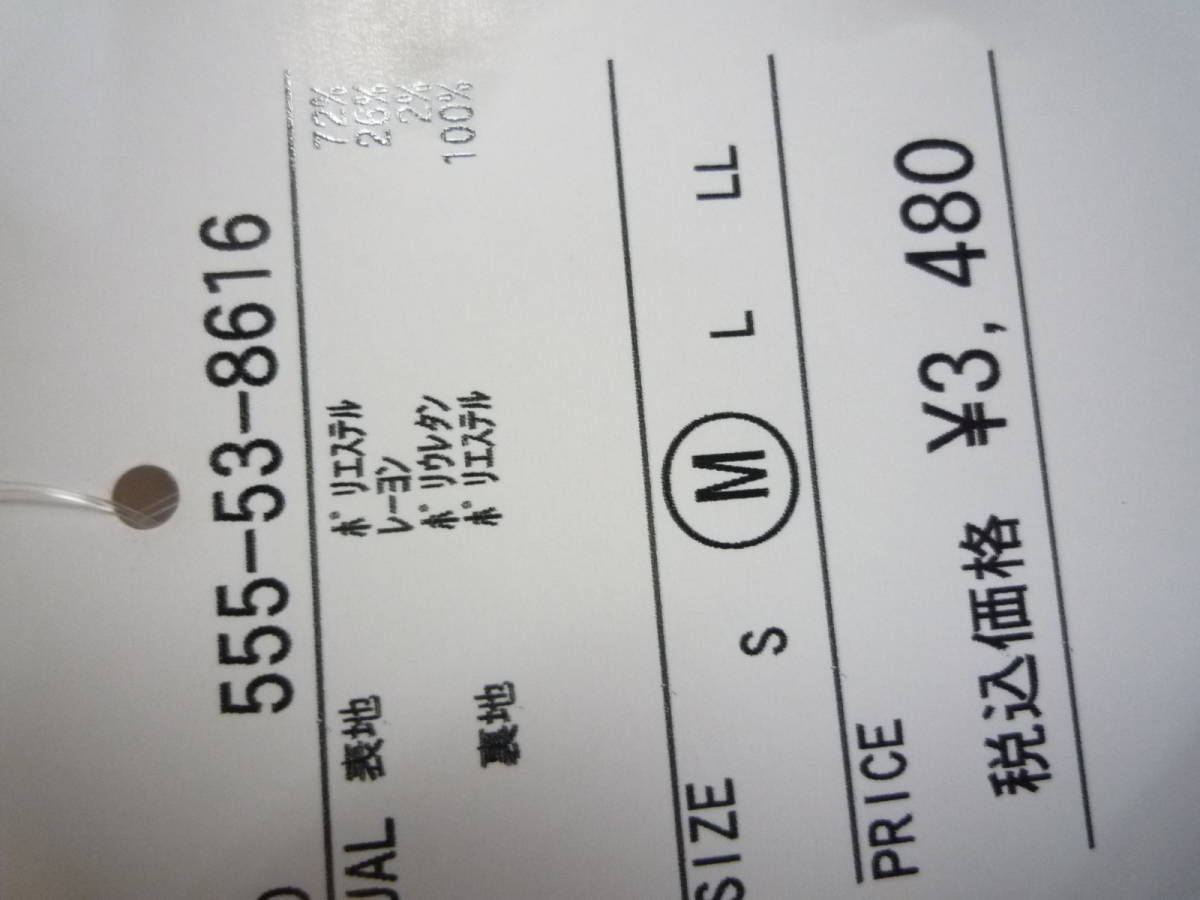 555-53-8616
UAL 表地 ポリエステル 72%
レーヨン 26%
ポリウレタン 2%
裏地 ポリエステル 100%
SIZE S M L LL
PRICE
税込価格 ¥3,480